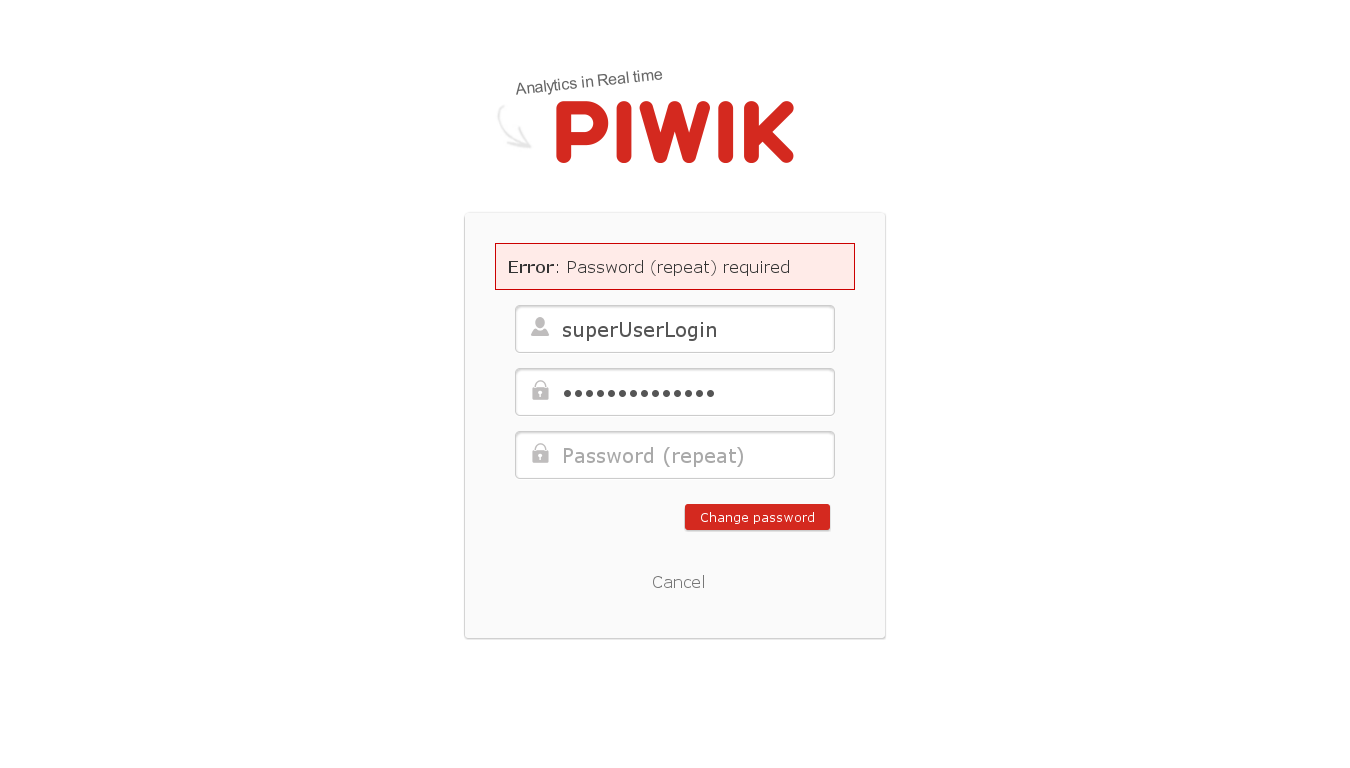 Analytics in Real time
PIWIK
Error: Password (repeat) required
superUserLogin
••••••••••••••
Password (repeat)
Change password
Cancel